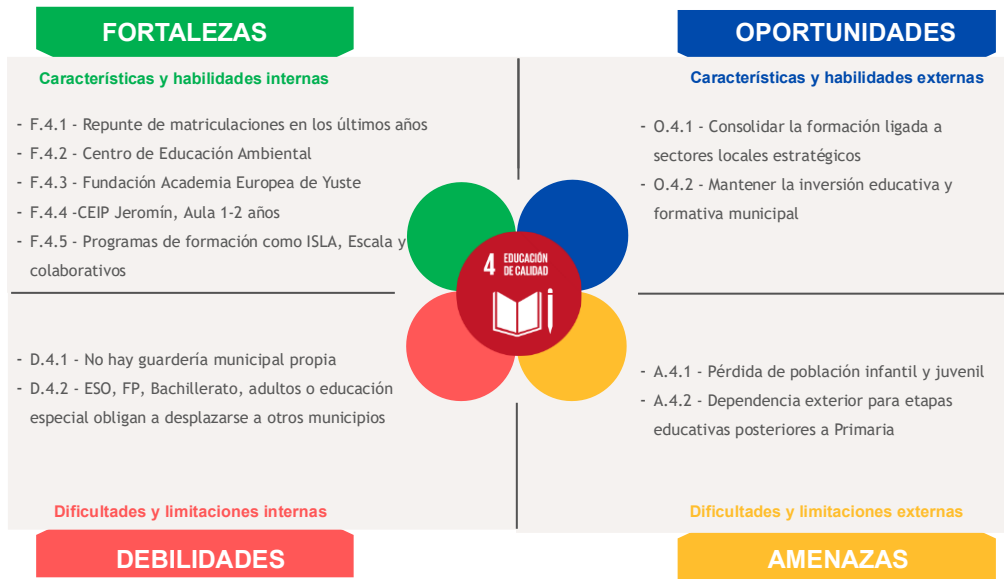 FORTALEZAS
Características y habilidades internas
- F.4.1 - Repunte de matriculaciones en los últimos años
- F.4.2 - Centro de Educación Ambiental
- F.4.3 - Fundación Academia Europea de Yuste
- F.4.4 -CEIP Jeromín, Aula 1-2 años
- F.4.5 - Programas de formación como ISLA, Escala y
colaborativos
OPORTUNIDADES
Características y habilidades externas
- O.4.1 - Consolidar la formación ligada a
sectores locales estratégicos
- O.4.2 - Mantener la inversión educativa y
formativa municipal
4 EDUCACIÓN
DE CALIDAD
- D.4.1 - No hay guardería municipal propia
- D.4.2 - ESO, FP, Bachillerato, adultos o educación
especial obligan a desplazarse a otros municipios
Dificultades y limitaciones internas
DEBILIDADES
- A.4.1 - Pérdida de población infantil y juvenil
- A.4.2 - Dependencia exterior para etapas
educativas posteriores a Primaria
Dificultades y limitaciones externas
AMENAZAS